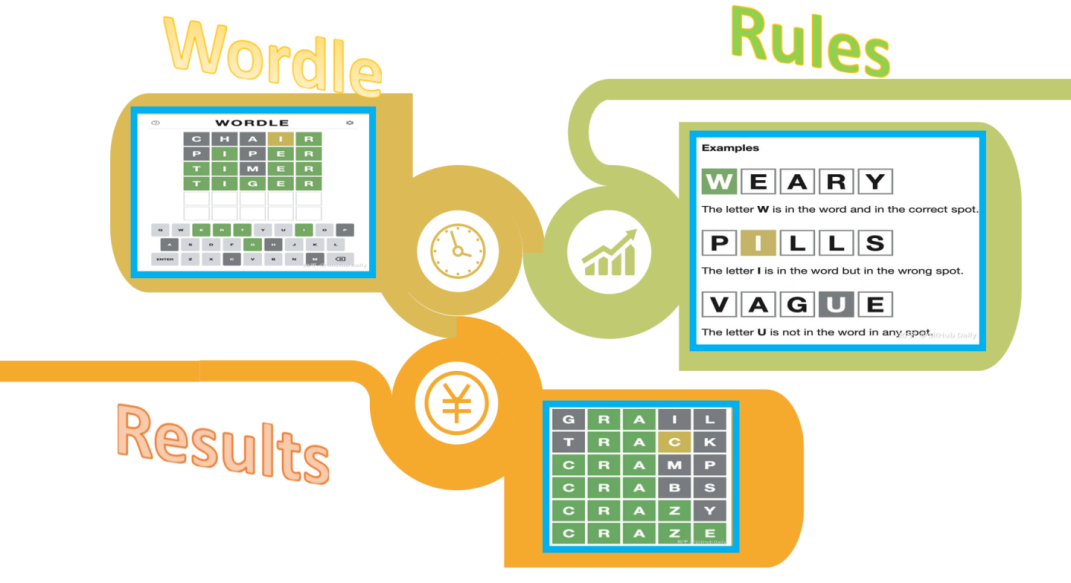 Wordle
Rules
WORDLE
C H A I R
P I P E R
T I M E R
T I G E R
Q W E R T Y U I O P
A S D F G H J K L
ENTER Z X C V B N M
Examples
W E A R Y
The letter W is in the word and in the correct spot.
P I L L S
The letter I is in the word but in the wrong spot.
V A G U E
The letter U is not in the word in any spot.
Results
¥
G R A I L
T R A C K
C R A M P
C R A B S
C R A Z Y
C R A Z E